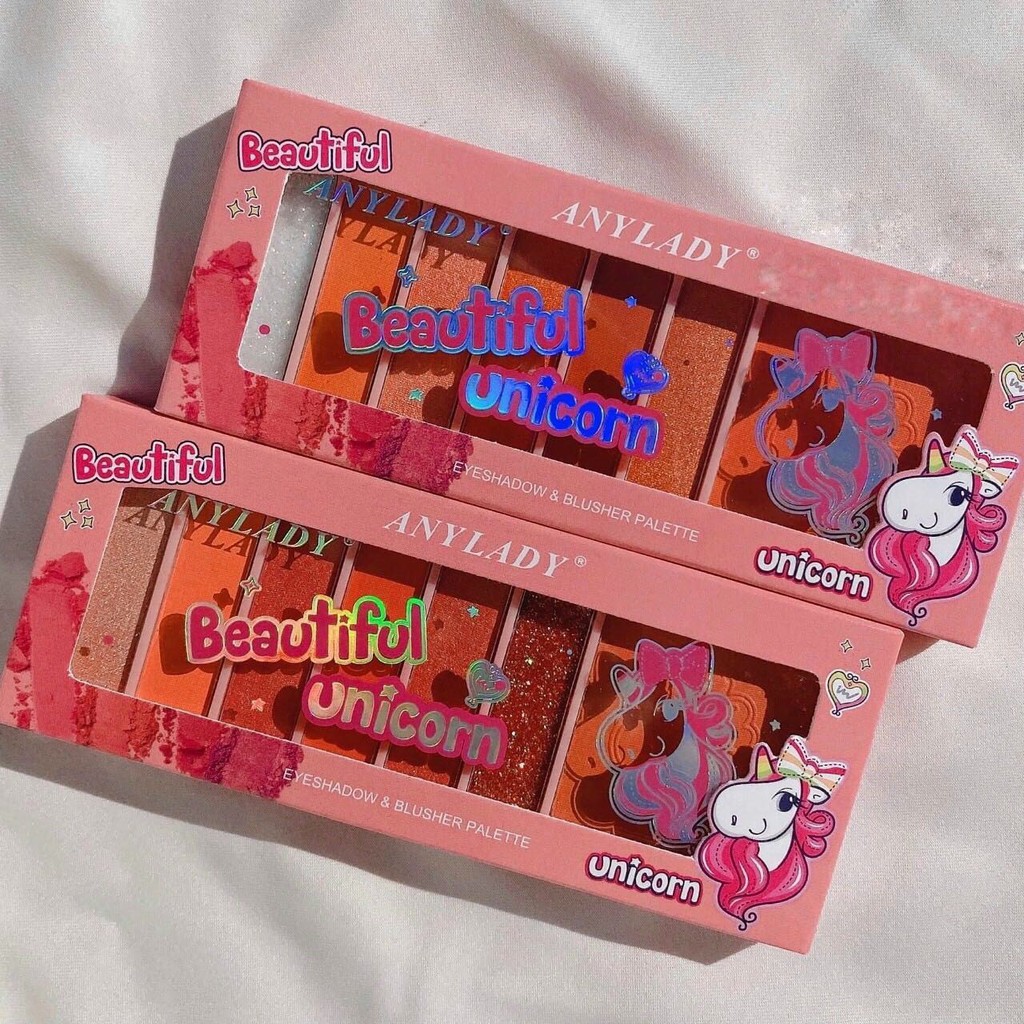 Beautiful
ANYLADY
ANYLADY®
Beautiful
unicorn
EYESHADOW & BLUSHER PALETTE
unicorn
Beautiful
ANYLADY
ANYLADY®
Beautiful
unicorn
EYESHADOW & BLUSHER PALETTE
unicorn